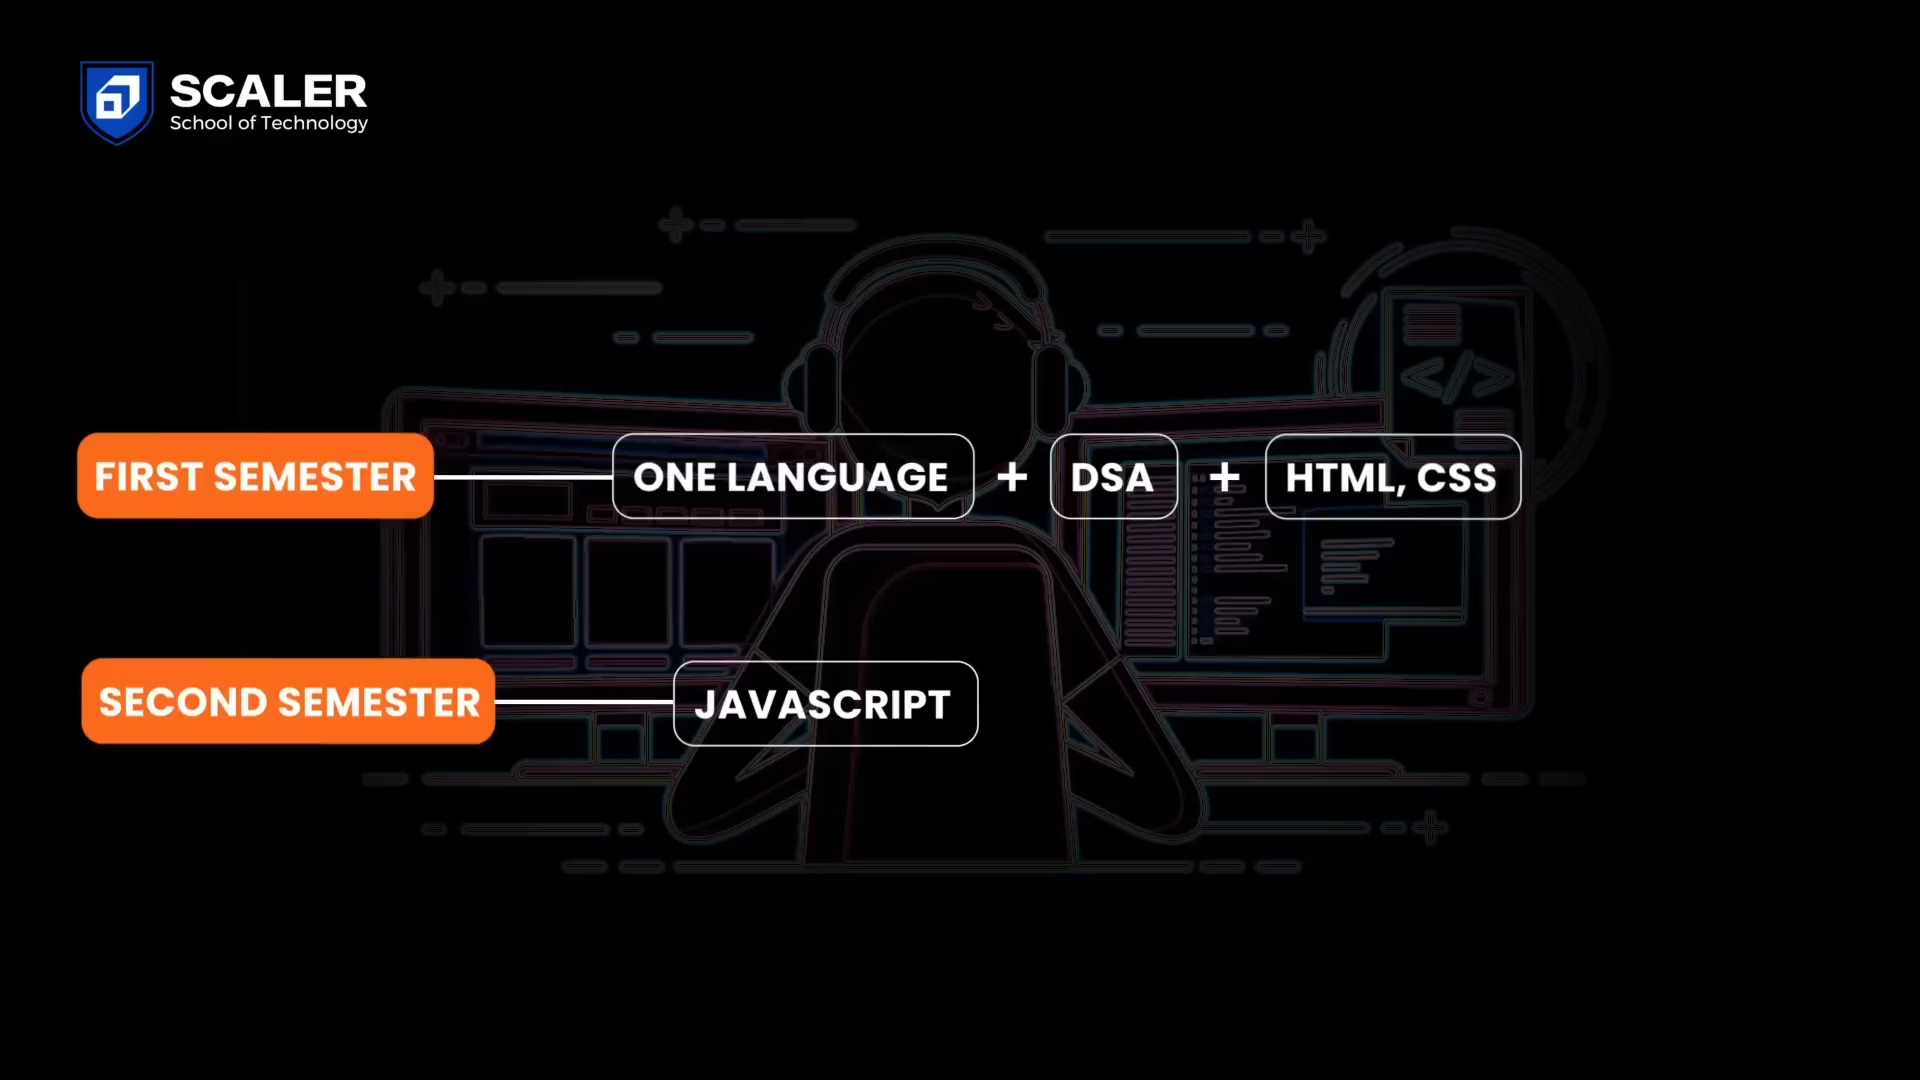 SCALER
School of Technology
</>
FIRST SEMESTER ONE LANGUAGE + DSA + HTML, CSS
SECOND SEMESTER JAVASCRIPT